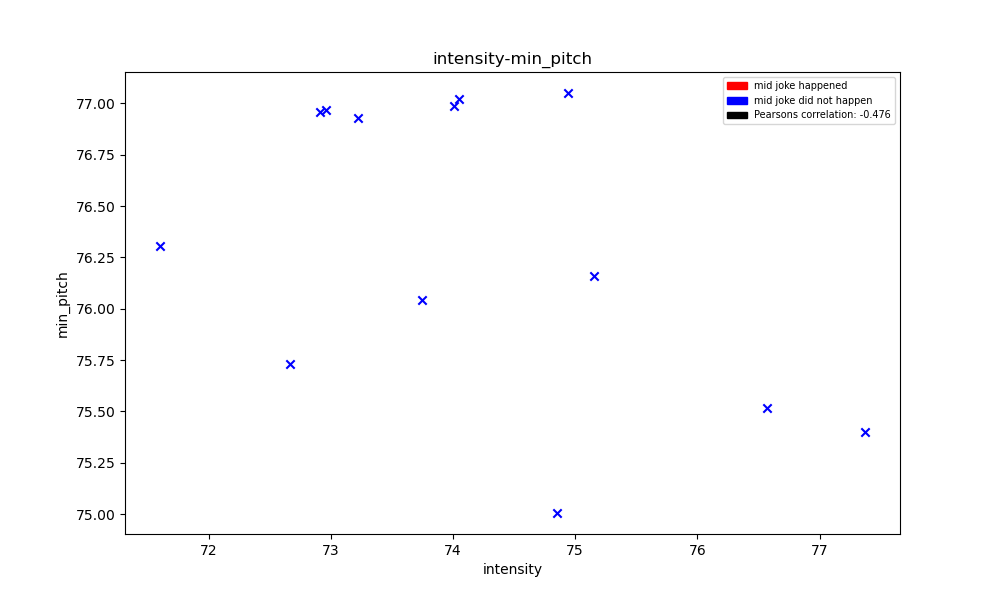 intensity-min_pitch
mid joke happened
mid joke did not happen
Pearsons correlation: -0.476
77.00
76.75
76.50
76.25
76.00
75.75
75.50
75.25
75.00
min_pitch
72 73 74 75 76 77
intensity